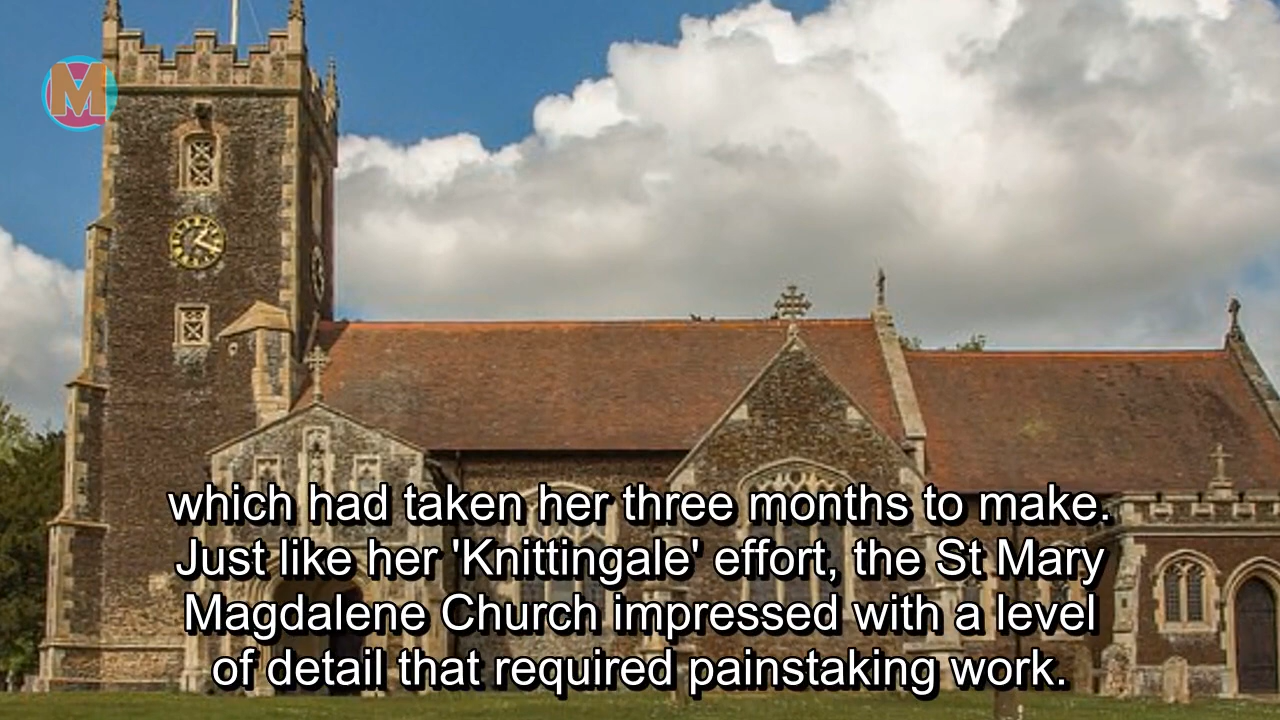 M
which had taken her three months to make.
Just like her 'Knittingale' effort, the St Mary
Magdalene Church impressed with a level
of detail that required painstaking work.